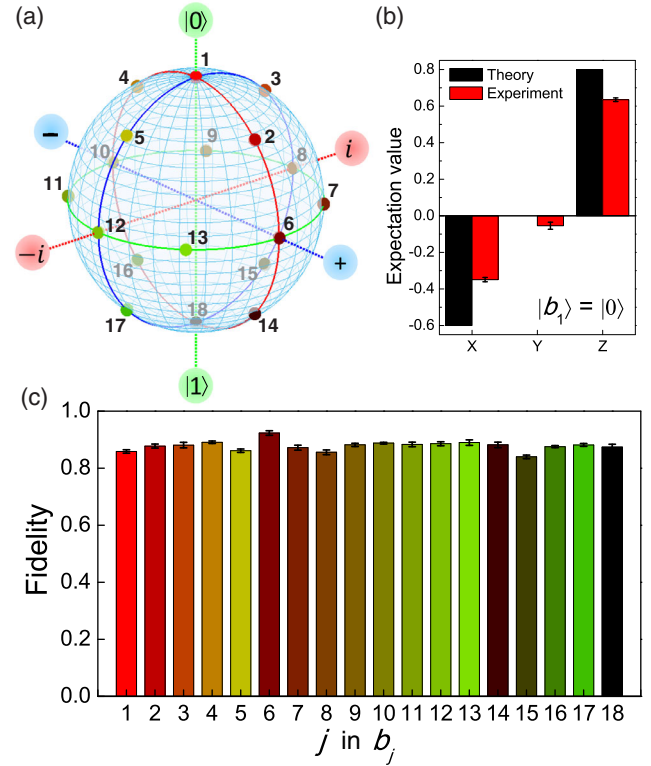 (a)
|0⟩
1
4
3
5
2
−
9
10
i
8
11
7
12
6
13
−i
16
15
+
17
18
14
|1⟩
(b)
Theory
Experiment
Expectation value
0.6
0.4
0.2
0.0
-0.2
-0.4
-0.6
|b₁⟩ = |0⟩
X Y Z
(c)
Fidelity
1.0
0.8
0.6
0.4
0.2
0.0
1 2 3 4 5 6 7 8 9 10 11 12 13 14 15 16 17 18
j in bⱼ